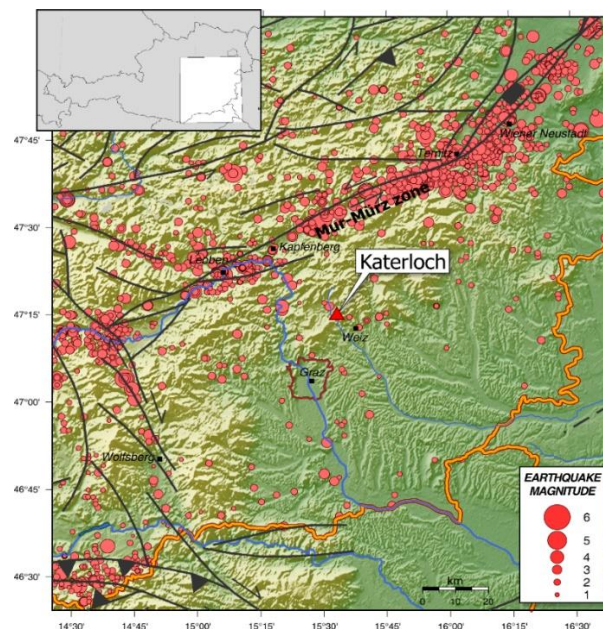 47°45'
47°30'
47°15'
47°00'
46°45'
46°30'
14°30'
14°45'
15°00'
15°15'
15°30'
15°45'
16°00'
16°15'
16°30'
Wiener Neustadt
Ternitz
Mur-Mürz zone
Kapfenberg
Leoben
Katerloch
Weiz
Graz
Wolfsberg
EARTHQUAKE
MAGNITUDE
6
5
4
3
2
1
km
0 10 20